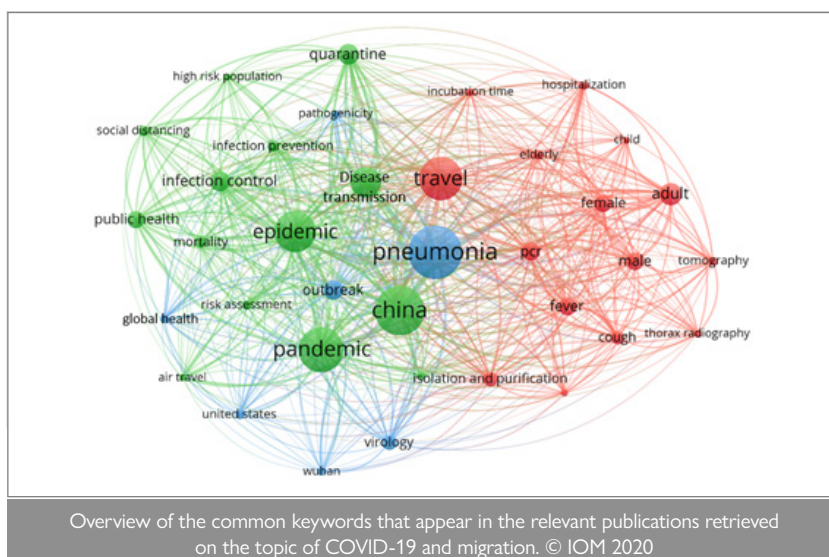 quarantine
high risk population
incubation time
hospitalization
pathogenicity
social distancing
child
infection prevention
elderly
Disease
transmission
travel
infection control
adult
female
public health
epidemic
mortality
pneumonia
pcr
male
tomography
outbreak
risk assessment
china
fever
global health
thorax radiography
cough
pandemic
air travel
isolation and purification
united states
virology
wuhan
Overview of the common keywords that appear in the relevant publications retrieved
on the topic of COVID-19 and migration. © IOM 2020